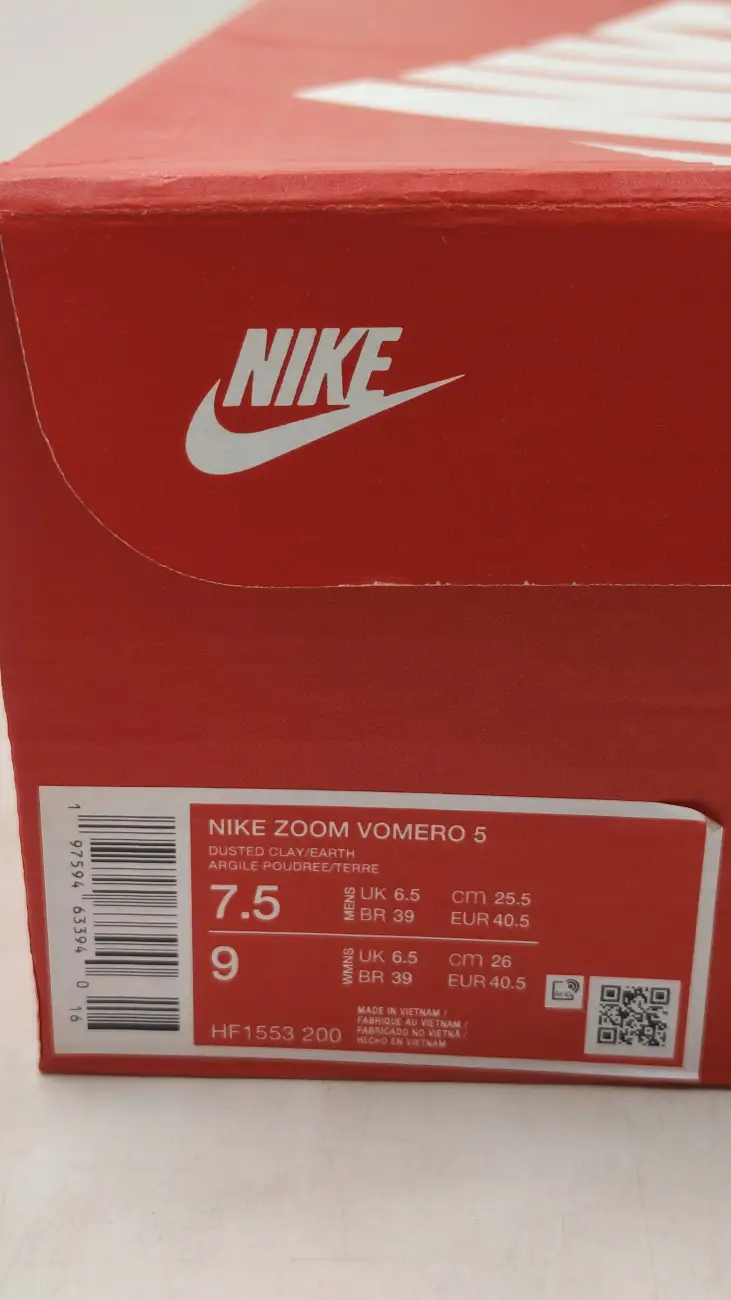 NIKE
NIKE ZOOM VOMERO 5
DUSTED CLAY/EARTH
ARGILE POUDREE/TERRE
7.5 MENS UK 6.5 cm 25.5
BR 39 EUR 40.5
9 WMNS UK 6.5 cm 26
BR 39 EUR 40.5
HF1553 200
MADE IN VIETNAM /
FABRIQUE AU VIETNAM /
FABRICADO NO VIETNÃ /
HECHO EN VIETNAM
1 97594 63394 0 16